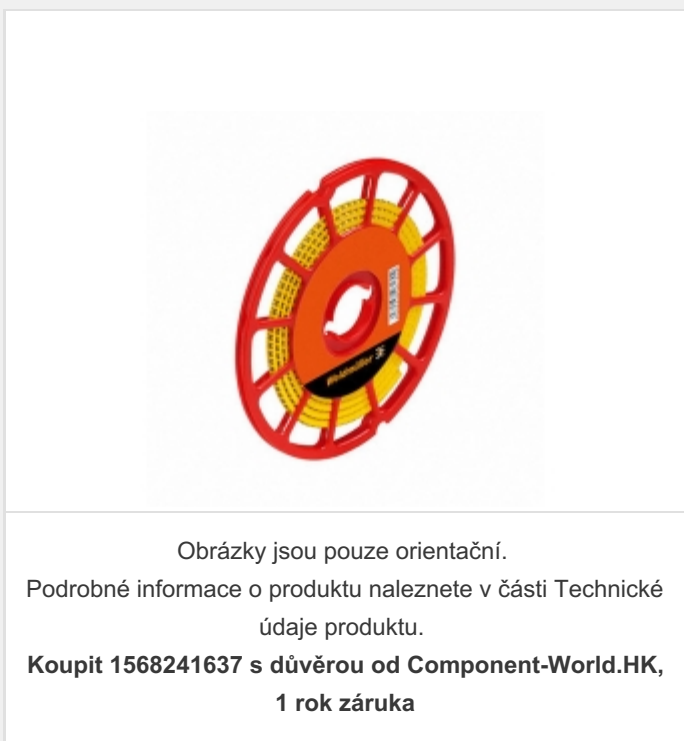 Weidmüller
Obrázky jsou pouze orientační.
Podrobné informace o produktu naleznete v části Technické
údaje produktu.
Koupit 1568241637 s důvěrou od Component-World.HK,
1 rok záruka